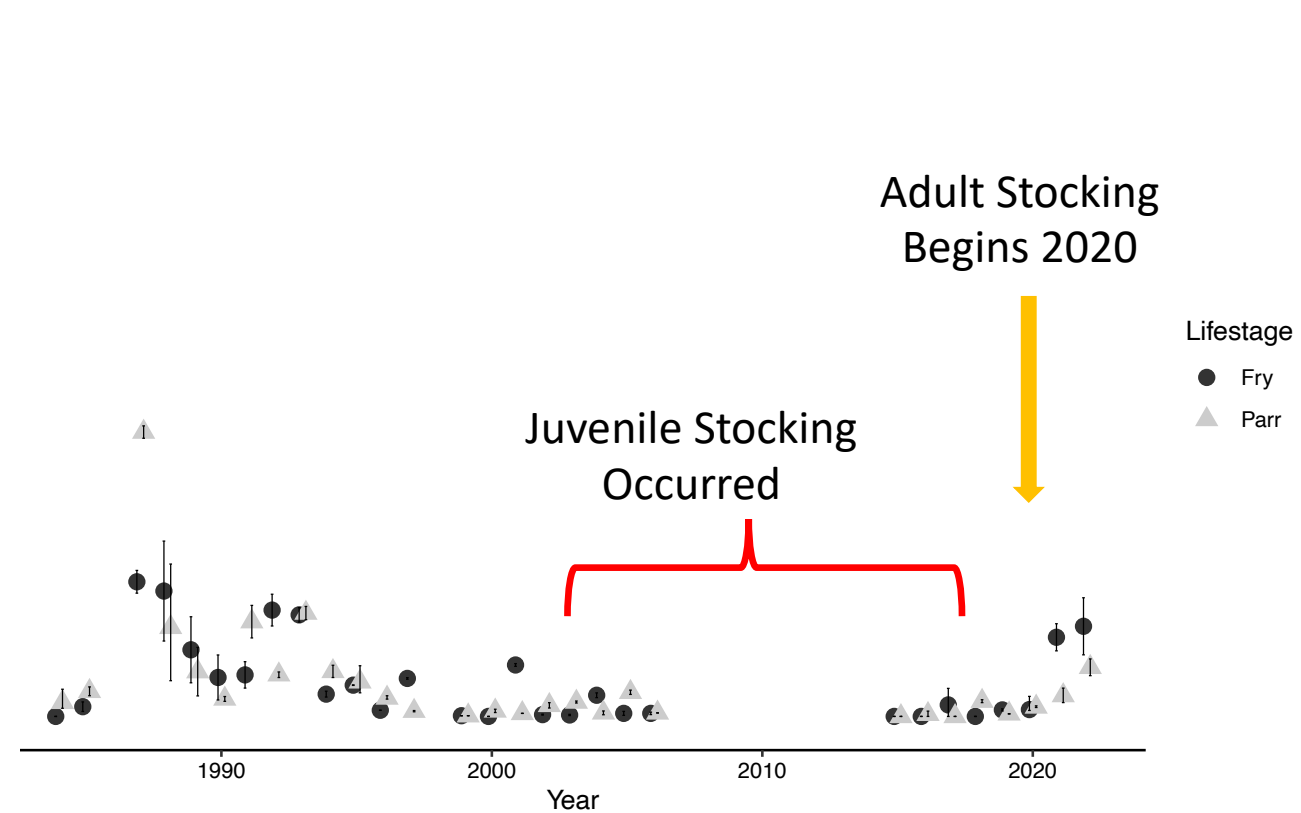 Adult Stocking
Begins 2020
Lifestage
Fry
Parr
Juvenile Stocking
Occurred
1990
2000
2010
2020
Year